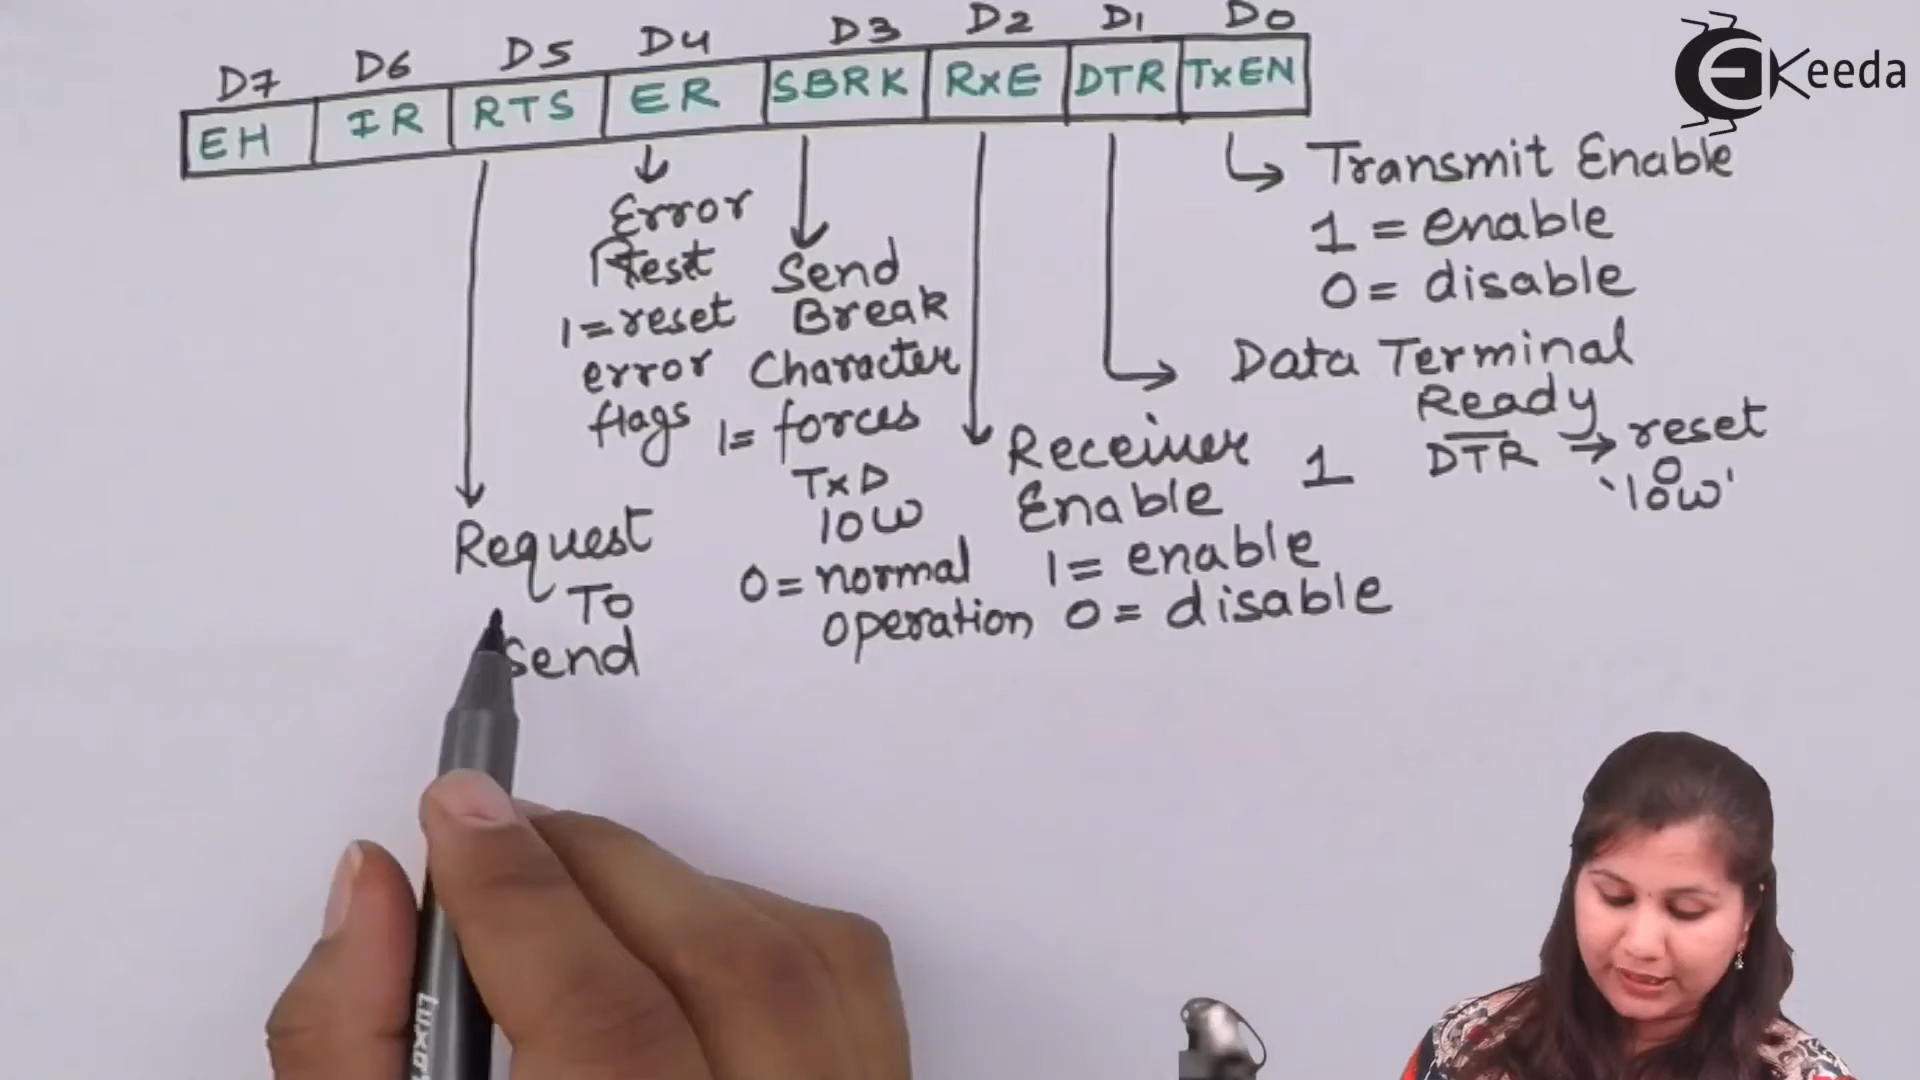 D7 D6 D5 D4 D3 D2 D1 D0
EH IR RTS ER SBRK RxE DTR TxEN
Keeda
Transmit Enable
1 = enable
0 = disable
Error
Reset
1 = reset
error
flags
Send
Break
Character
1 = forces
TxD
low
0 = normal
operation
Data Terminal
Ready
DTR → reset
1
0
'low'
Receiver
Enable
1 = enable
0 = disable
Request
To
Send
Luxor